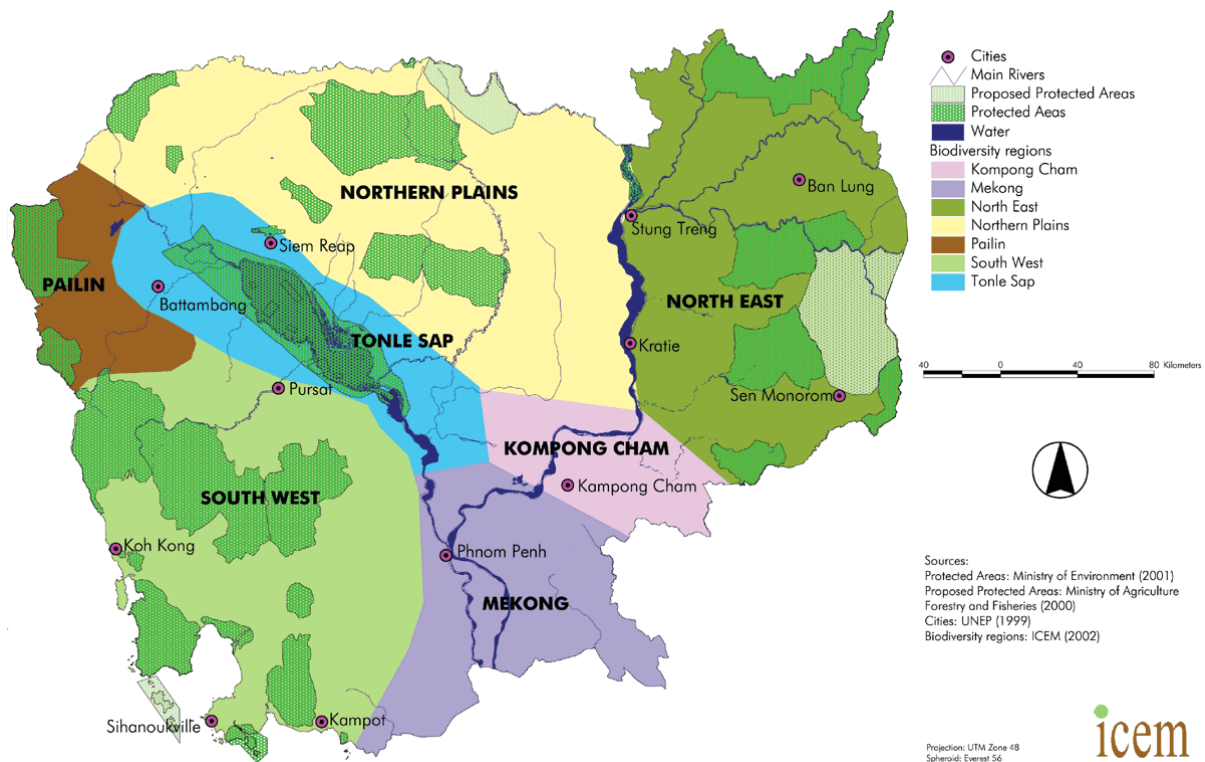 NORTHERN PLAINS
Ban Lung
Stung Treng
Siem Reap
PAILIN
Battambang
NORTH EAST
TONLE SAP
Kratie
Pursat
Sen Monorom
KOMPONG CHAM
Kampong Cham
SOUTH WEST
Koh Kong
Phnom Penh
MEKONG
Sihanoukville
Kampot
Cities
Main Rivers
Proposed Protected Areas
Protected Aeas
Water
Biodiversity regions
Kompong Cham
Mekong
North East
Northern Plains
Pailin
South West
Tonle Sap
40 0 40 80 Kilometers
Sources:
Protected Areas: Ministry of Environment (2001)
Proposed Protected Areas: Ministry of Agriculture
Forestry and Fisheries (2000)
Cities: UNEP (1999)
Biodiversity regions: ICEM (2002)
icem
Projection: UTM Zone 48
Spheroid: Everest 56